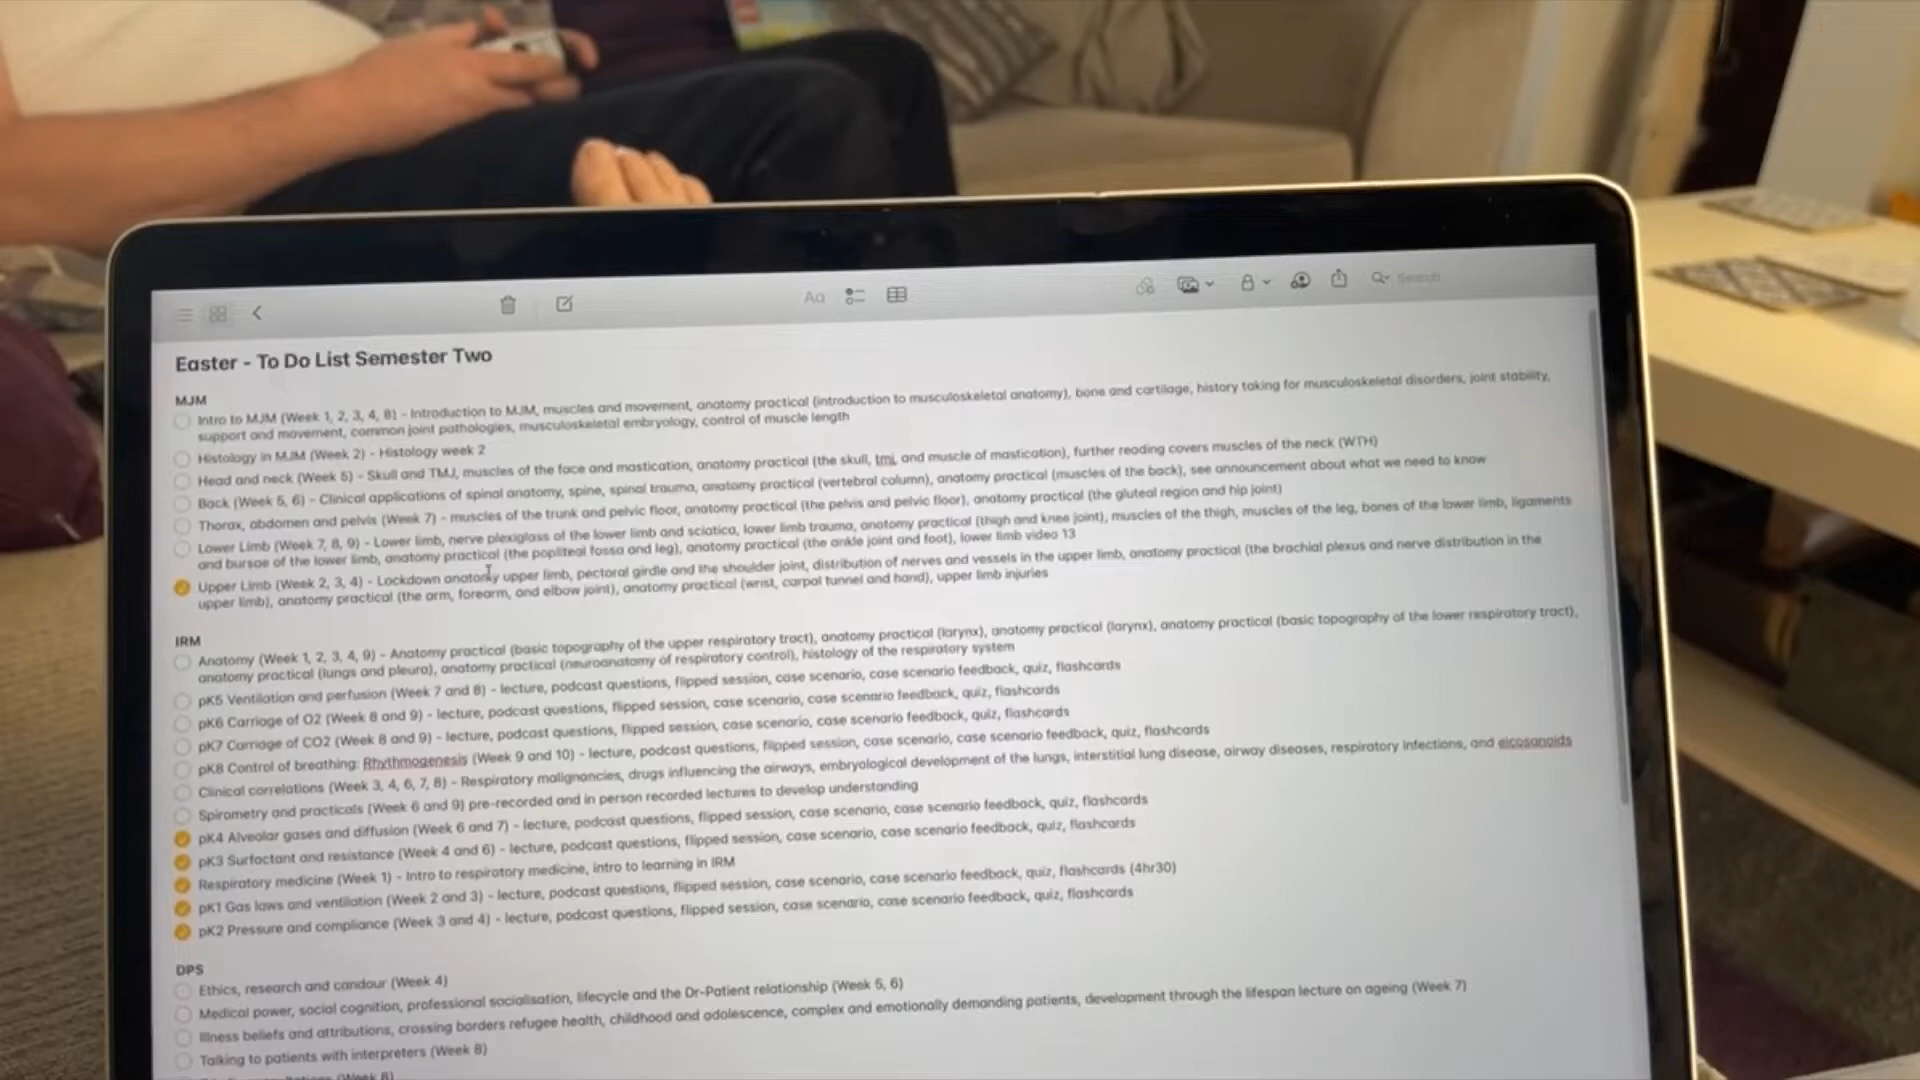 Aa
Search
Easter - To Do List Semester Two
MJM
Intro to MJM (Week 1, 2, 3, 4, 8) - Introduction to MJM, muscles and movement, anatomy practical (introduction to musculoskeletal anatomy), bone and cartilage, history taking for musculoskeletal disorders, joint stability,
support and movement, common joint pathologies, musculoskeletal embryology, control of muscle length
Histology in MJM (Week 2) - Histology week 2
Head and neck (Week 5) - Skull and TMJ, muscles of the face and mastication, anatomy practical (the skull, tmj, and muscle of mastication), further reading covers muscles of the neck (WTH)
Back (Week 5, 6) - Clinical applications of spinal anatomy, spine, spinal trauma, anatomy practical (vertebral column), anatomy practical (muscles of the back), see announcement about what we need to know
Thorax, abdomen and pelvis (Week 7) - muscles of the trunk and pelvic floor, anatomy practical (the pelvis and pelvic floor), anatomy practical (the gluteal region and hip joint)
Lower Limb (Week 7, 8, 9) - Lower limb, nerve plexiglass of the lower limb and sciatica, lower limb trauma, anatomy practical (thigh and knee joint), muscles of the thigh, muscles of the leg, bones of the lower limb, ligaments
and bursae of the lower limb, anatomy practical (the popliteal fossa and leg), anatomy practical (the ankle joint and foot), lower limb video 13
Upper Limb (Week 2, 3, 4) - Lockdown anatomy upper limb, pectoral girdle and the shoulder joint, distribution of nerves and vessels in the upper limb, anatomy practical (the brachial plexus and nerve distribution in the
upper limb), anatomy practical (the arm, forearm, and elbow joint), anatomy practical (wrist, carpal tunnel and hand), upper limb injuries
IRM
Anatomy (Week 1, 2, 3, 4, 9) - Anatomy practical (basic topography of the upper respiratory tract), anatomy practical (larynx), anatomy practical (larynx), anatomy practical (basic topography of the lower respiratory tract),
anatomy practical (lungs and pleura), anatomy practical (neuroanatomy of respiratory control), histology of the respiratory system
pK5 Ventilation and perfusion (Week 7 and 8) - lecture, podcast questions, flipped session, case scenario, case scenario feedback, quiz, flashcards
pK6 Carriage of O2 (Week 8 and 9) - lecture, podcast questions, flipped session, case scenario, case scenario feedback, quiz, flashcards
pK7 Carriage of CO2 (Week 8 and 9) - lecture, podcast questions, flipped session, case scenario, case scenario feedback, quiz, flashcards
pK8 Control of breathing: Rhythmogenesis (Week 9 and 10) - lecture, podcast questions, flipped session, case scenario, case scenario feedback, quiz, flashcards
Clinical correlations (Week 3, 4, 6, 7, 8) - Respiratory malignancies, drugs influencing the airways, embryological development of the lungs, interstitial lung disease, airway diseases, respiratory infections, and eicosanoids
Spirometry and practicals (Week 6 and 9) pre-recorded and in person recorded lectures to develop understanding
pK4 Alveolar gases and diffusion (Week 6 and 7) - lecture, podcast questions, flipped session, case scenario, case scenario feedback, quiz, flashcards
pK3 Surfactant and resistance (Week 4 and 6) - lecture, podcast questions, flipped session, case scenario, case scenario feedback, quiz, flashcards
Respiratory medicine (Week 1) - Intro to respiratory medicine, intro to learning in IRM
pK1 Gas laws and ventilation (Week 2 and 3) - lecture, podcast questions, flipped session, case scenario, case scenario feedback, quiz, flashcards (4hr30)
pK2 Pressure and compliance (Week 3 and 4) - lecture, podcast questions, flipped session, case scenario, case scenario feedback, quiz, flashcards
DPS
Ethics, research and candour (Week 4)
Medical power, social cognition, professional socialisation, lifecycle and the Dr-Patient relationship (Week 5, 6)
Illness beliefs and attributions, crossing borders refugee health, childhood and adolescence, complex and emotionally demanding patients, development through the lifespan lecture on ageing (Week 7)
Talking to patients with interpreters (Week 8)
(Week 8)